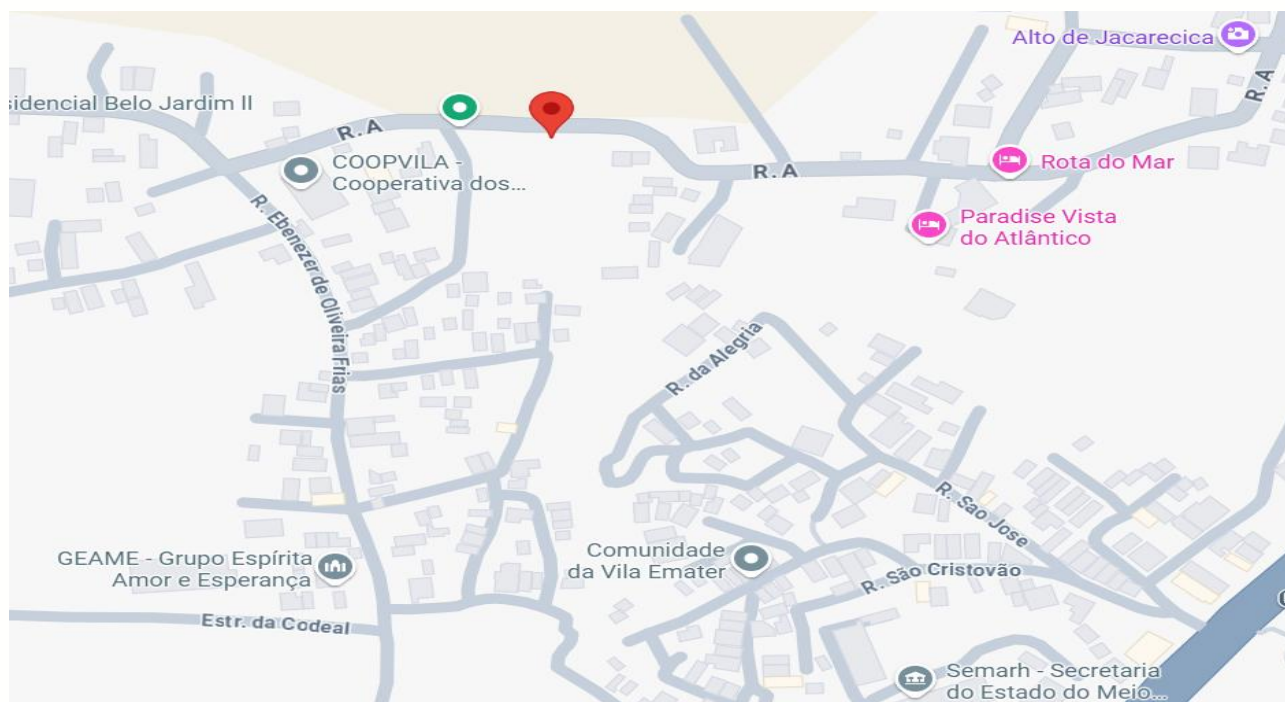 Alto de Jacarecica
sidencial Belo Jardim II
R. A
R. A
COOPVILA -
Cooperativa dos...
R. A
Rota do Mar
Paradise Vista
do Atlântico
R. Ebenezer de Oliveira Frias
R. da Alegria
R. Sao Jose
GEAME - Grupo Espírita
Amor e Esperança
Comunidade
da Vila Emater
R. São Cristovão
Estr. da Codeal
Semarh - Secretaria
do Estado do Meio...